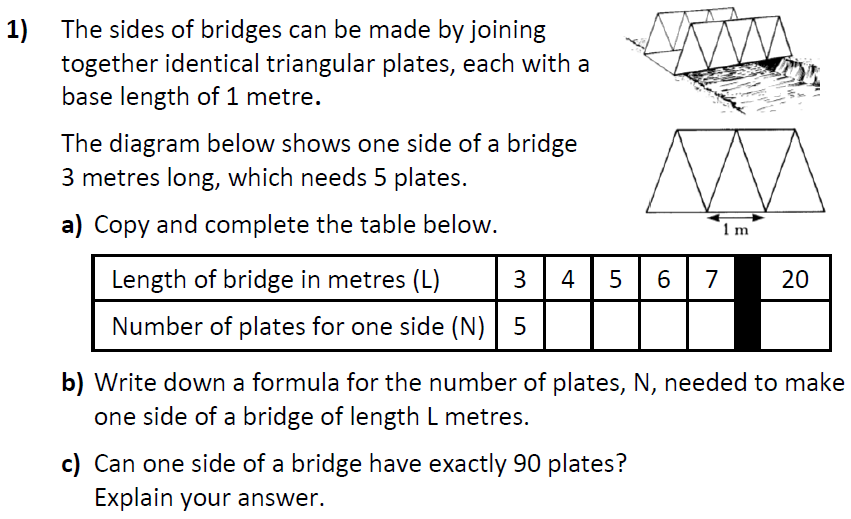 1) The sides of bridges can be made by joining
together identical triangular plates, each with a
base length of 1 metre.
The diagram below shows one side of a bridge
3 metres long, which needs 5 plates.
1 m
a) Copy and complete the table below.
Length of bridge in metres (L) 3 4 5 6 7 20
Number of plates for one side (N) 5
b) Write down a formula for the number of plates, N, needed to make
one side of a bridge of length L metres.
c) Can one side of a bridge have exactly 90 plates?
Explain your answer.